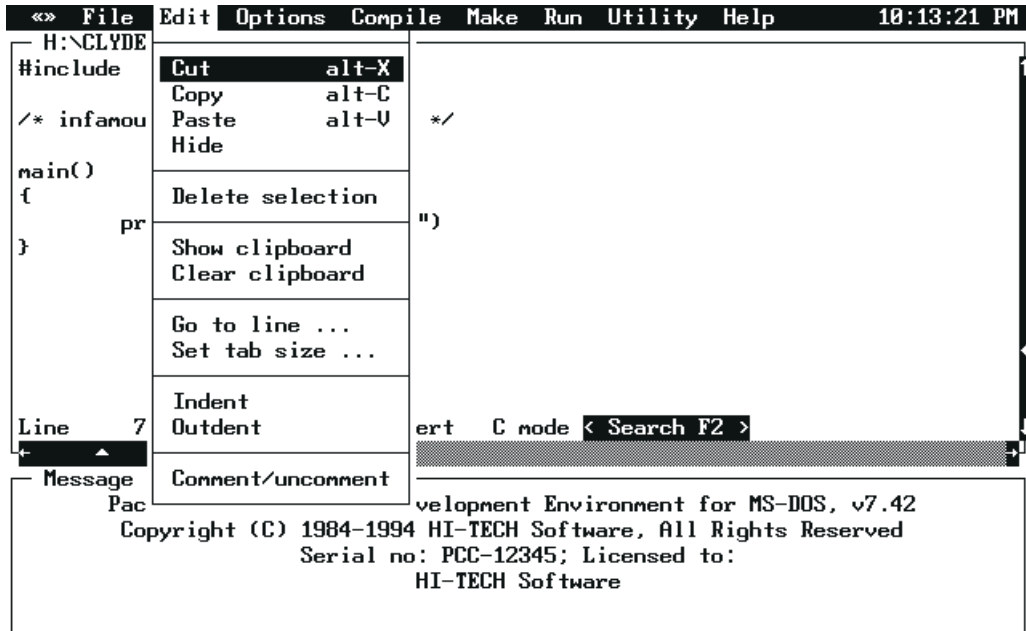 «» File Edit Options Compile Make Run Utility Help 10:13:21 PM
H:\CLYDE
#include
Cut alt-X
Copy alt-C
/* infamou Paste alt-V */
Hide
main()
{ Delete selection
pr ")
} Show clipboard
Clear clipboard
Go to line ...
Set tab size ...
Indent
Line 7 Outdent ert C mode < Search F2 >
Message Comment/uncomment
Pac velopment Environment for MS-DOS, v7.42
Copyright (C) 1984-1994 HI-TECH Software, All Rights Reserved
Serial no: PCC-12345; Licensed to:
HI-TECH Software